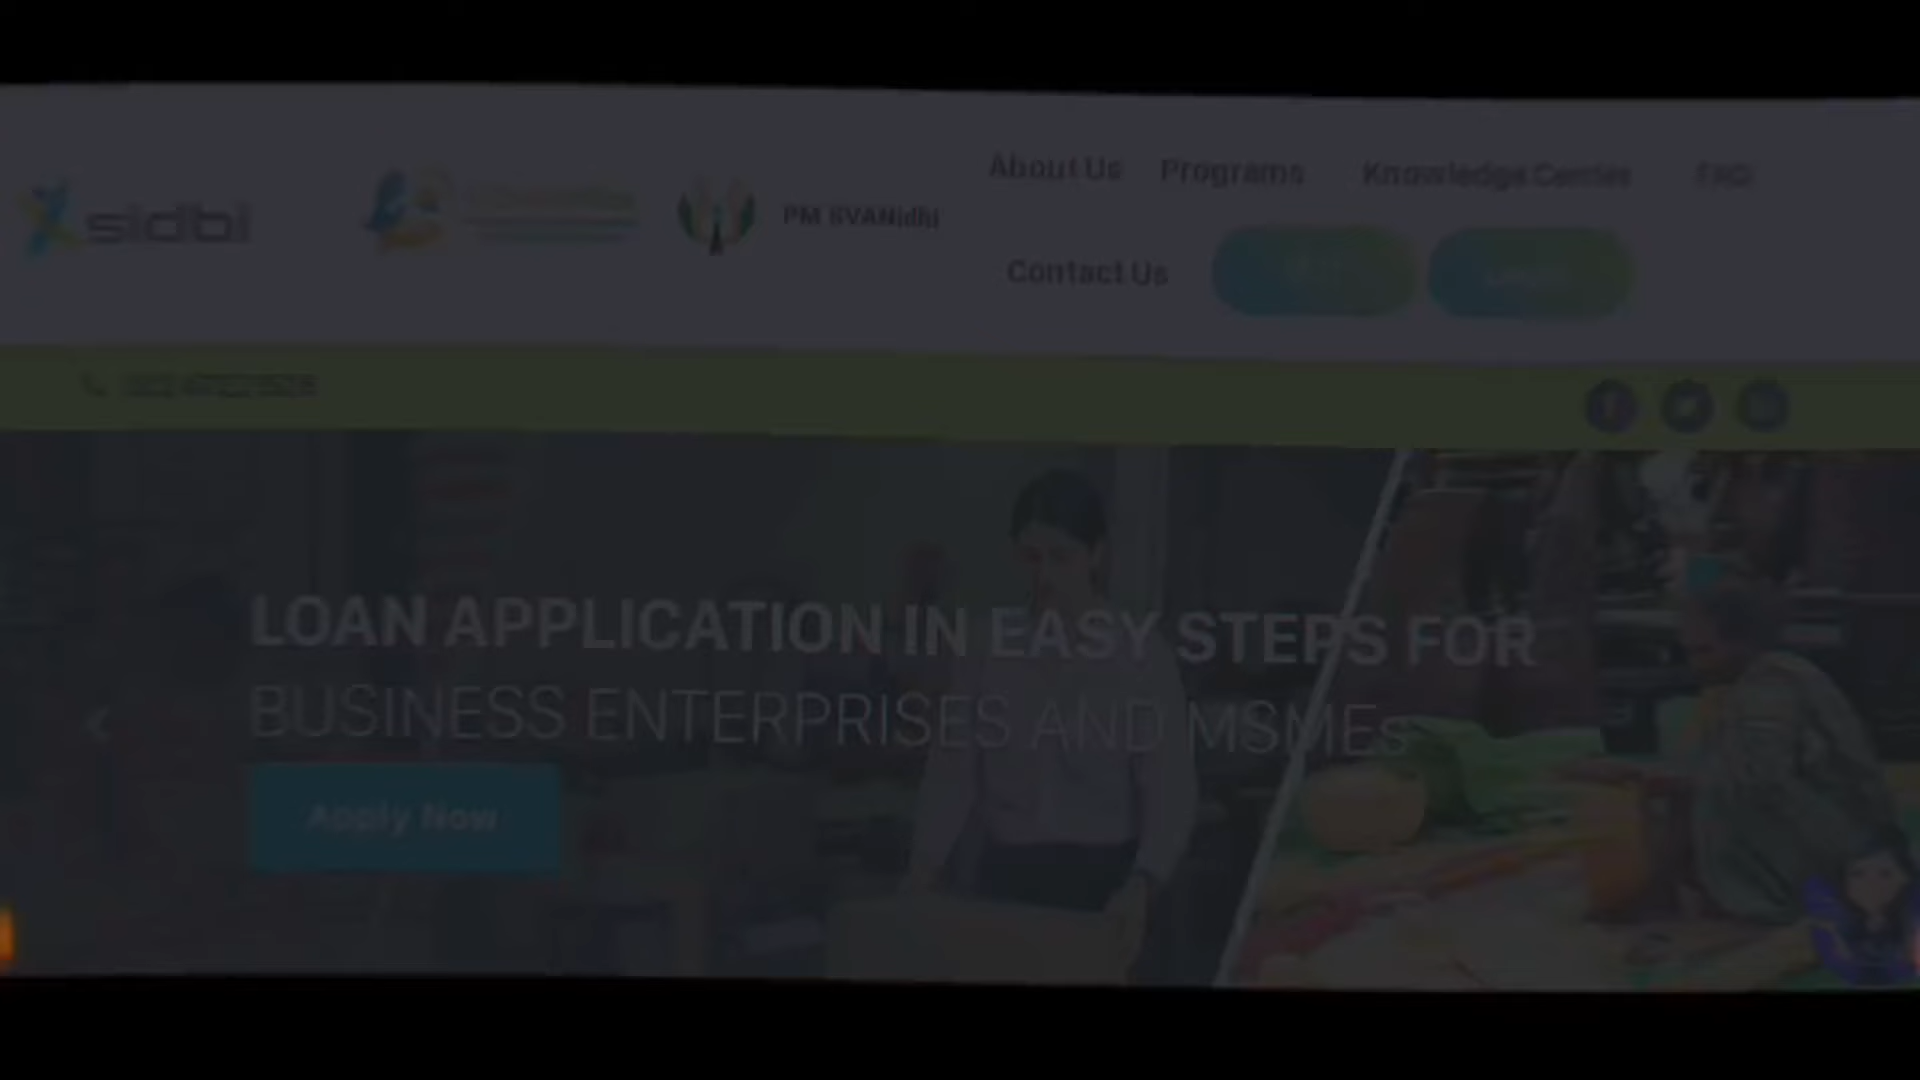 About Us Programs Knowledge Center FAQ
sidbi
PM SVANidhi
Contact Us
LOAN APPLICATION IN EASY STEPS FOR
BUSINESS ENTERPRISES AND MSMEs
Apply Now